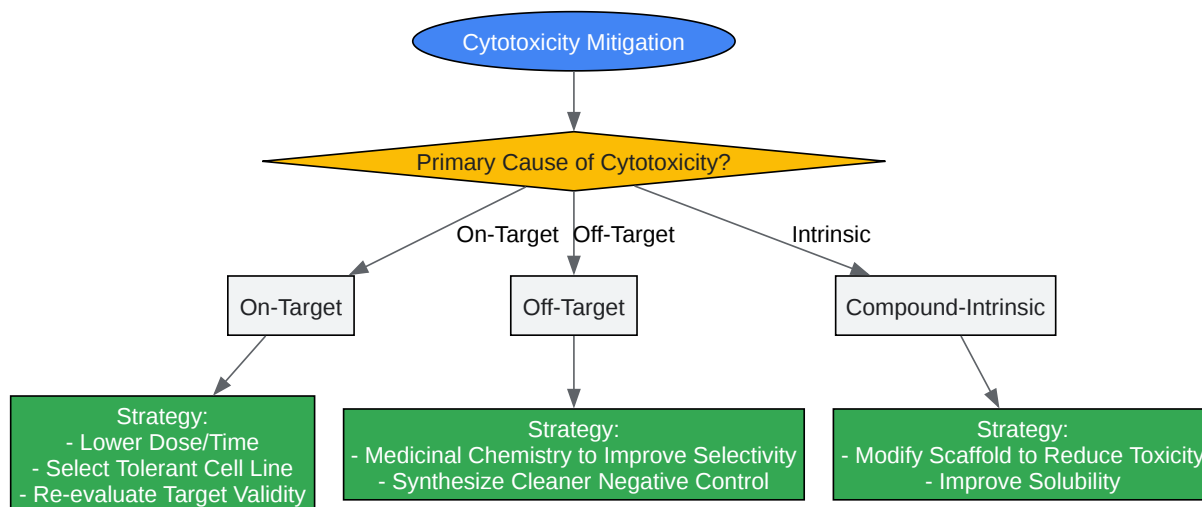 Cytotoxicity Mitigation
Primary Cause of Cytotoxicity?
On-Target
Off-Target
Intrinsic
On-Target
Off-Target
Compound-Intrinsic
Strategy:
- Lower Dose/Time
- Select Tolerant Cell Line
- Re-evaluate Target Validity
Strategy:
- Medicinal Chemistry to Improve Selectivity
- Synthesize Cleaner Negative Control
Strategy:
- Modify Scaffold to Reduce Toxicity
- Improve Solubility